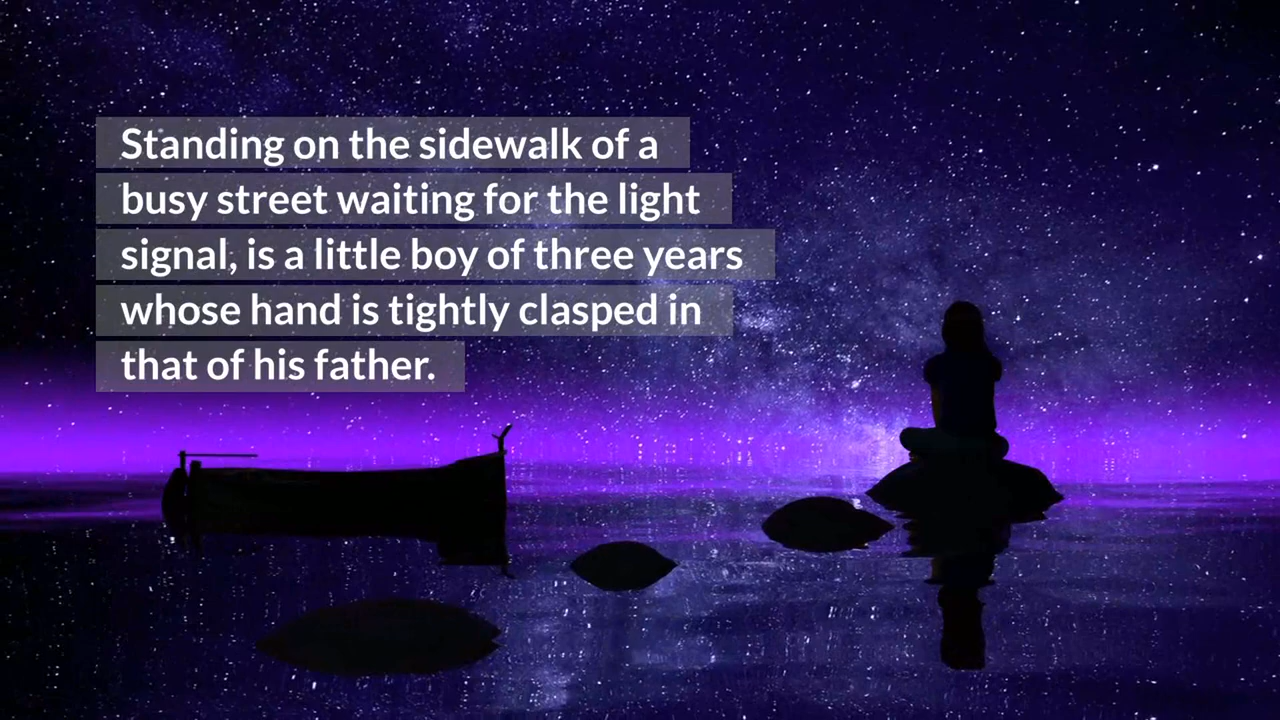 Standing on the sidewalk of a
busy street waiting for the light
signal, is a little boy of three years
whose hand is tightly clasped in
that of his father.